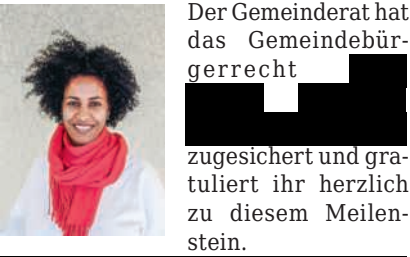 Der Gemeinderat hat
das Gemeindebür-
gerrecht
zugesichert und gra-
tuliert ihr herzlich
zu diesem Meilen-
stein.